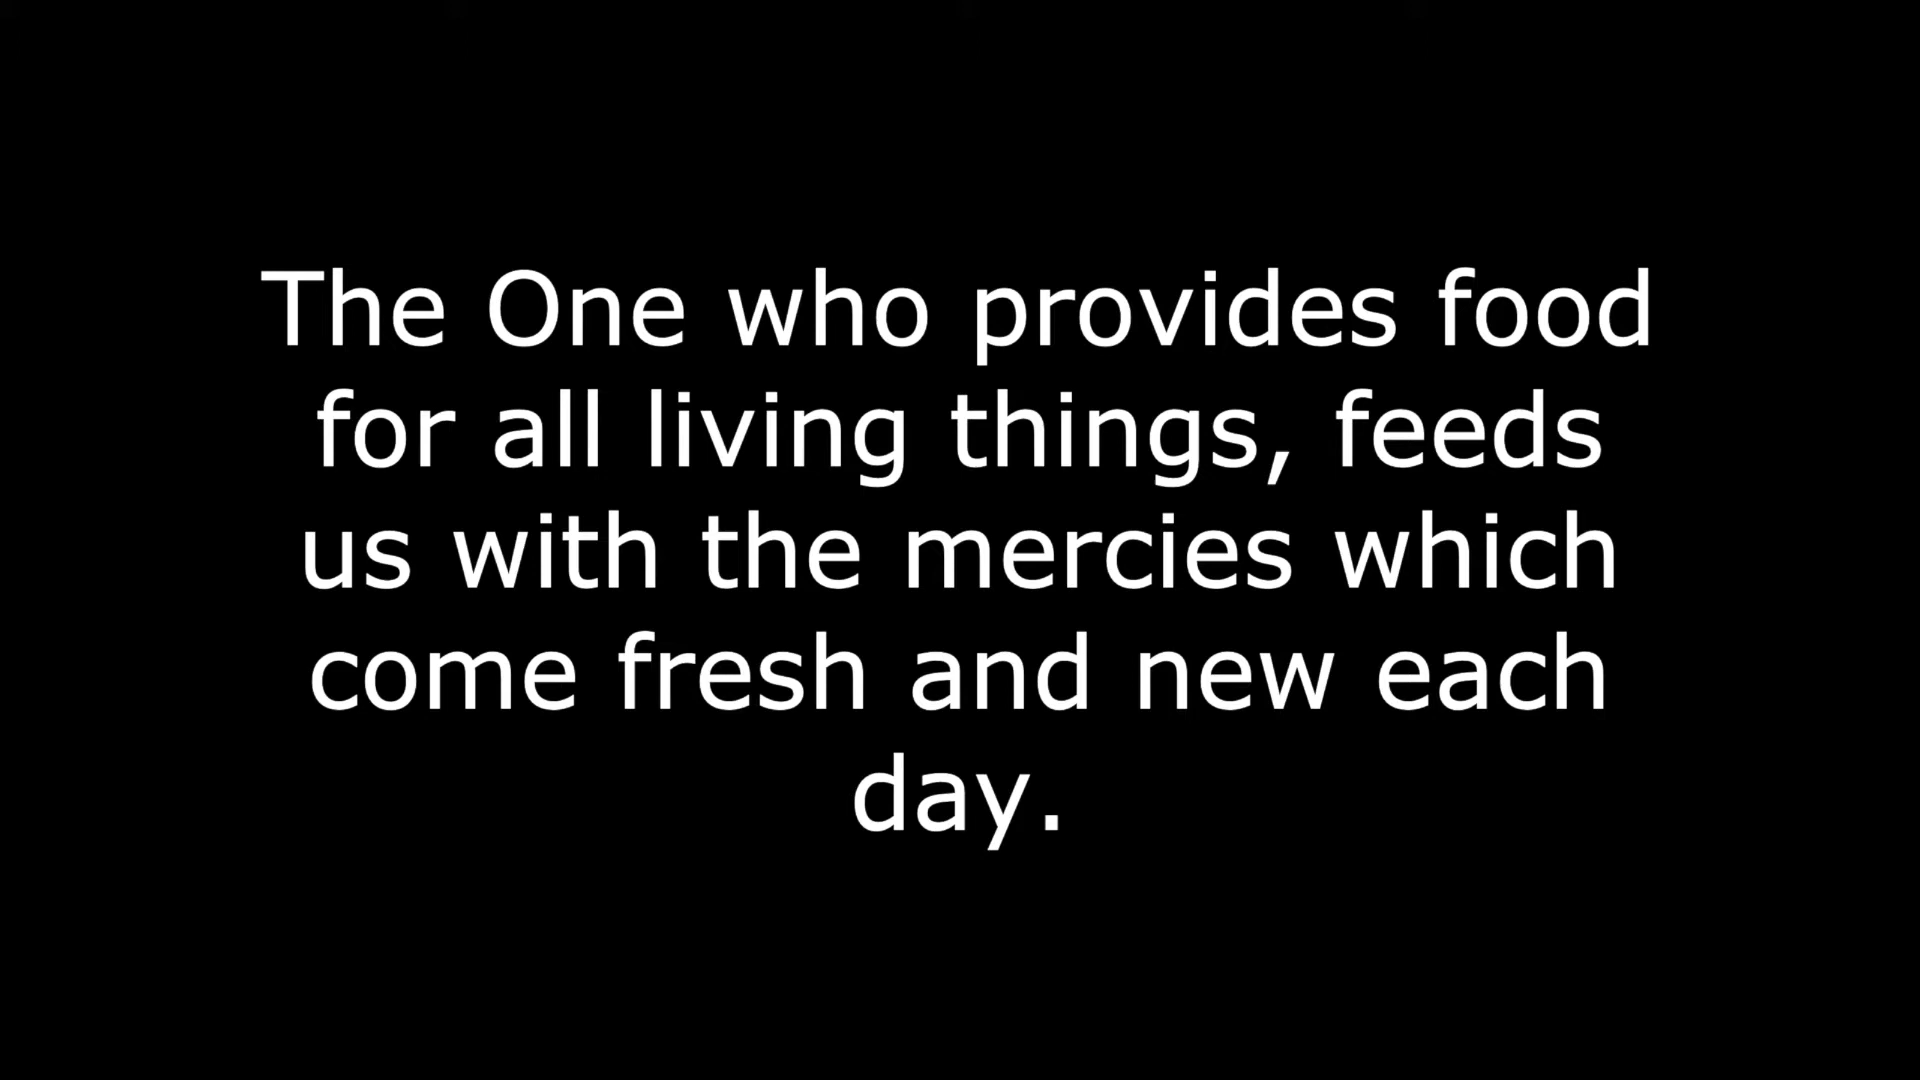 The One who provides food
for all living things, feeds
us with the mercies which
come fresh and new each
day.